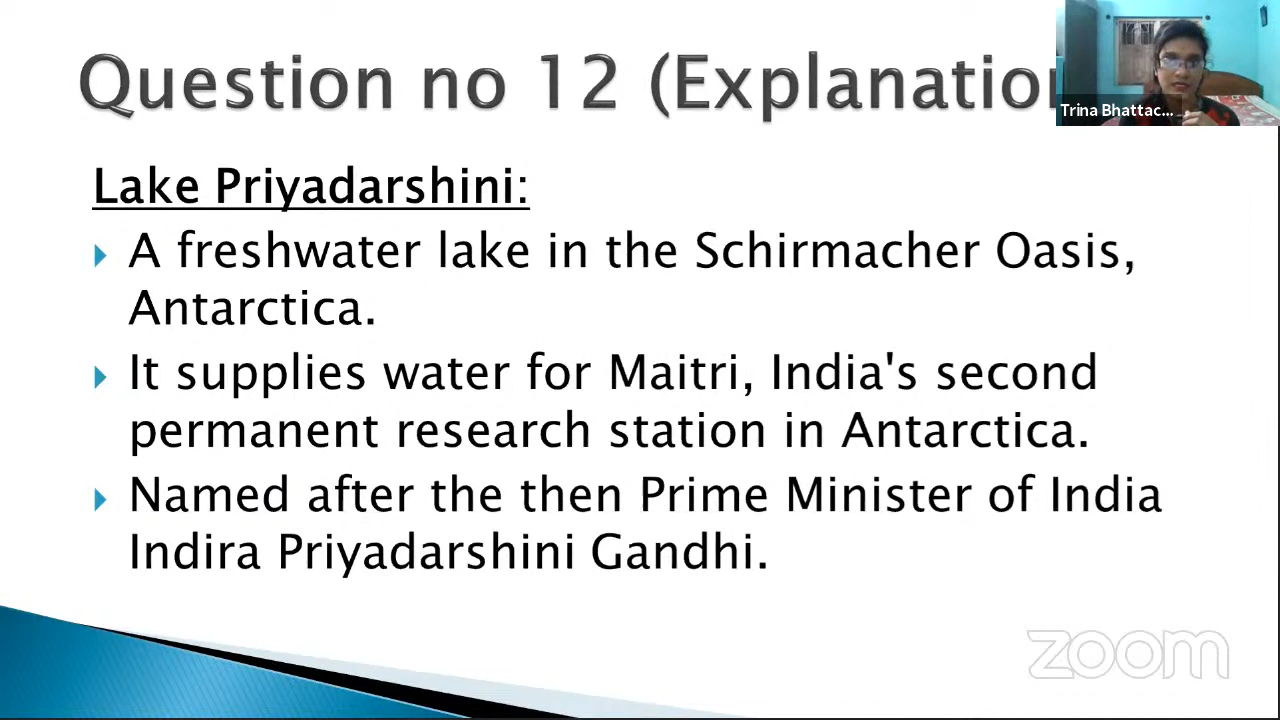 Question no 12 (Explanation
Trina Bhattac...
Lake Priyadarshini:
A freshwater lake in the Schirmacher Oasis,
Antarctica.
It supplies water for Maitri, India's second
permanent research station in Antarctica.
Named after the then Prime Minister of India
Indira Priyadarshini Gandhi.
zoom